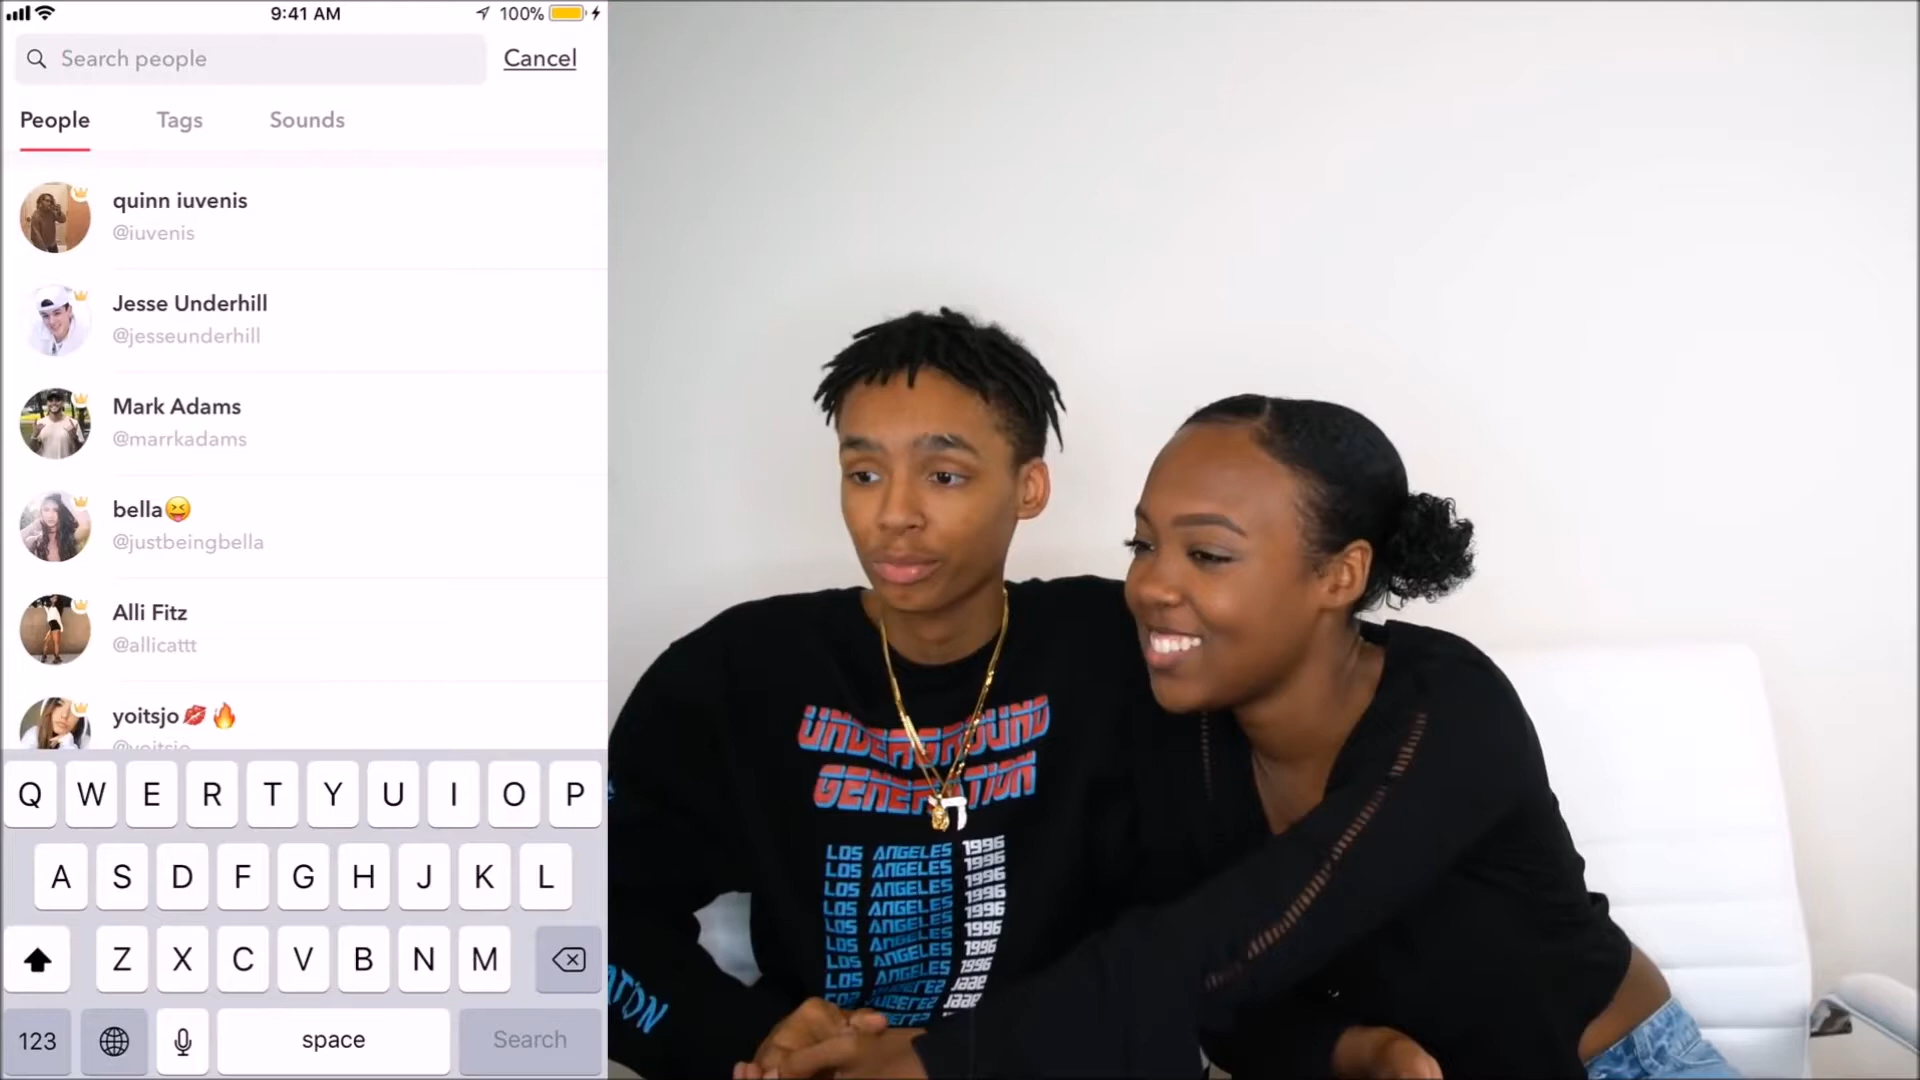 9:41 AM
100%
Search people
Cancel
People
Tags
Sounds
quinn iuvenis
@iuvenis
Jesse Underhill
@jesseunderhill
Mark Adams
@marrkadams
bella😝
@justbeingbella
Alli Fitz
@allicattt
yoitsjo💋🔥
@yoitsjo
Q W E R T Y U I O P
A S D F G H J K L
Z X C V B N M
123
space
Search
UNDERGROUND
GENERATION
LOS ANGELES 1996
LOS ANGELES 1996
LOS ANGELES 1996
LOS ANGELES 1996
LOS ANGELES 1996
LOS ANGELES 1996
LOS ANGELES 1996
LOS ANGELES 1996